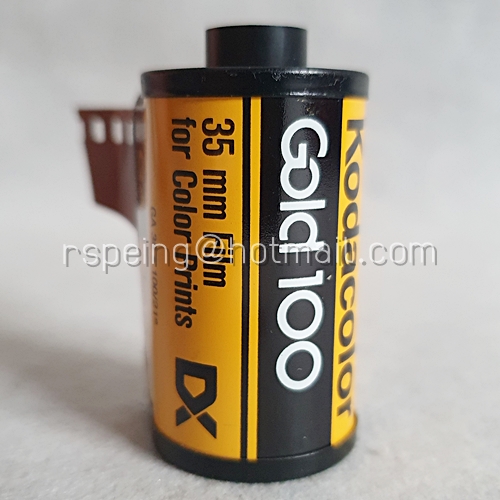 Kodacolor
Gold 100
35 mm film
for Color Prints
DX
rspeing@hotmail.com